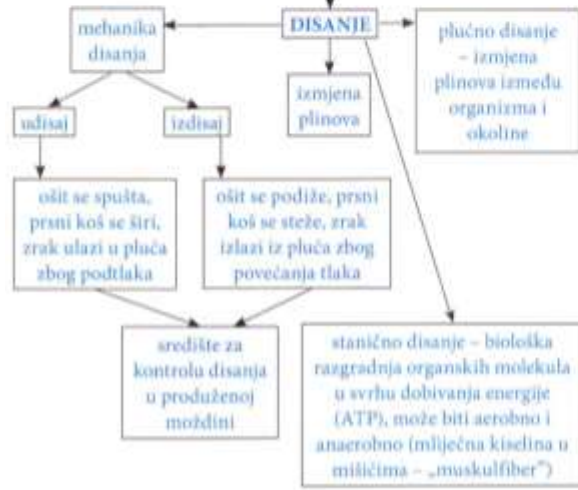 DISANJE
mehanika
disanja
plućno disanje
– izmjena
plinova između
organizma i
okoline
izmjena
plinova
udisaj
izdisaj
ošit se spušta,
prsni koš se širi,
zrak ulazi u pluća
zbog podtlaka
ošit se podiže, prsni
koš se steže, zrak
izlazi iz pluća zbog
povećanja tlaka
središte za
kontrolu disanja
u produženoj
moždini
stanično disanje – biološka
razgradnja organskih molekula
u svrhu dobivanja energije
(ATP), može biti aerobno i
anaerobno (mliječna kiselina u
mišićima – „muskulfiber”)